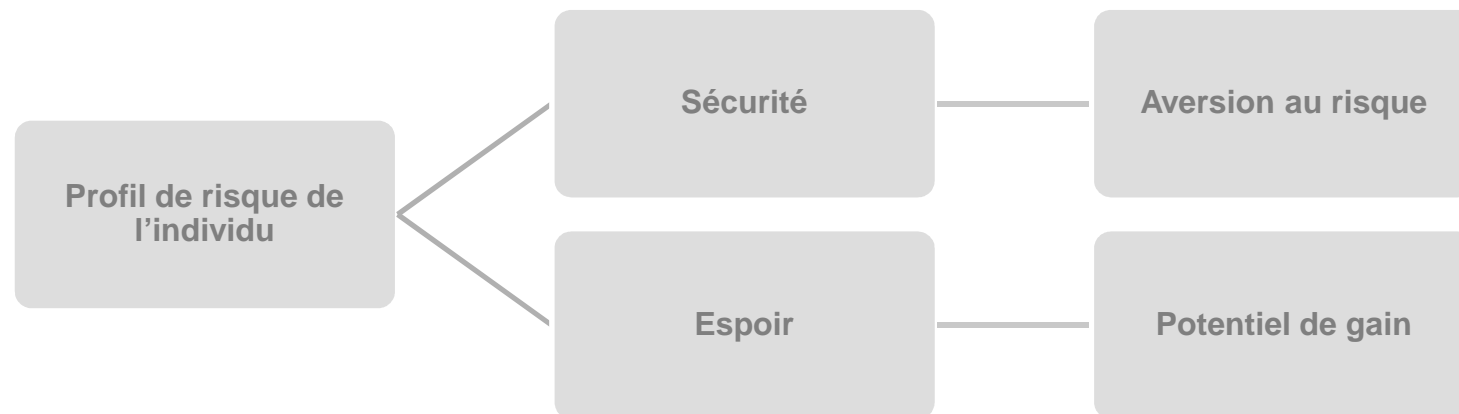 Profil de risque de
l’individu
Sécurité
Aversion au risque
Espoir
Potentiel de gain